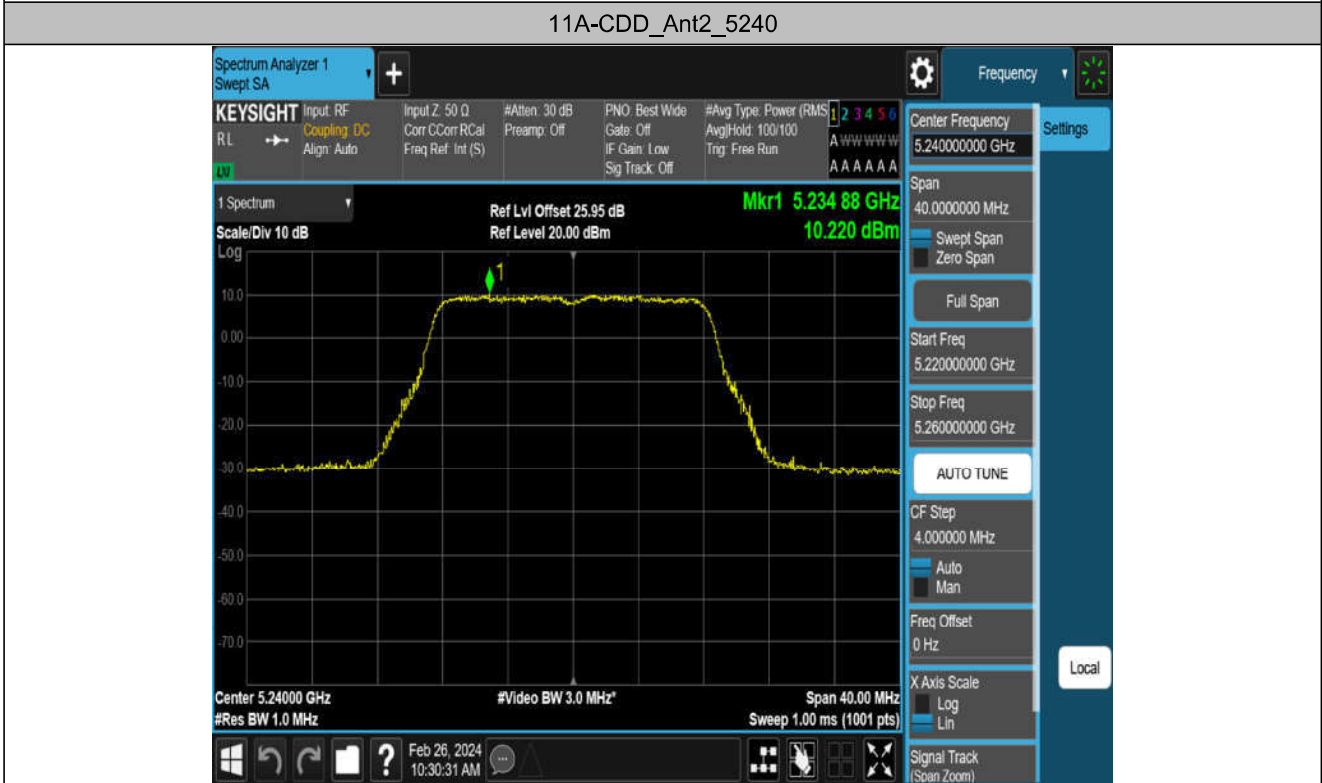 11A-CDD_Ant2_5240
Spectrum Analyzer 1
Swept SA
+
Frequency
KEYSIGHT
RL
LXI
Input: RF
Coupling: DC
Align: Auto
Input Z: 50 Ω
Corr CCorr RCal
Freq Ref: Int (S)
#Atten: 30 dB
Preamp: Off
PNO: Best Wide
Gate: Off
IF Gain: Low
Sig Track: Off
#Avg Type: Power (RMS
Avg|Hold: 100/100
Trig: Free Run
1 2 3 4 5 6
A W W W W W
A A A A A A
1 Spectrum
Scale/Div 10 dB
Log
Ref Lvl Offset 25.95 dB
Ref Level 20.00 dBm
Mkr1 5.234 88 GHz
10.220 dBm
1
10.0
0.00
-10.0
-20.0
-30.0
-40.0
-50.0
-60.0
-70.0
Center 5.24000 GHz
#Res BW 1.0 MHz
#Video BW 3.0 MHz*
Span 40.00 MHz
Sweep 1.00 ms (1001 pts)
?
Feb 26, 2024
10:30:31 AM
Center Frequency
5.240000000 GHz
Settings
Span
40.0000000 MHz
Swept Span
Zero Span
Full Span
Start Freq
5.220000000 GHz
Stop Freq
5.260000000 GHz
AUTO TUNE
CF Step
4.000000 MHz
Auto
Man
Freq Offset
0 Hz
Local
X Axis Scale
Log
Lin
Signal Track
(Span Zoom)